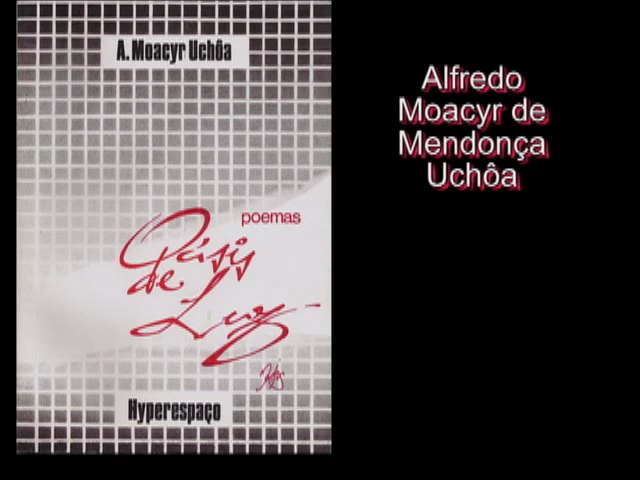 A. Moacyr Uchôa
poemas
Oásis
de
Luz
Hyperespaço
Alfredo
Moacyr de
Mendonça
Uchôa